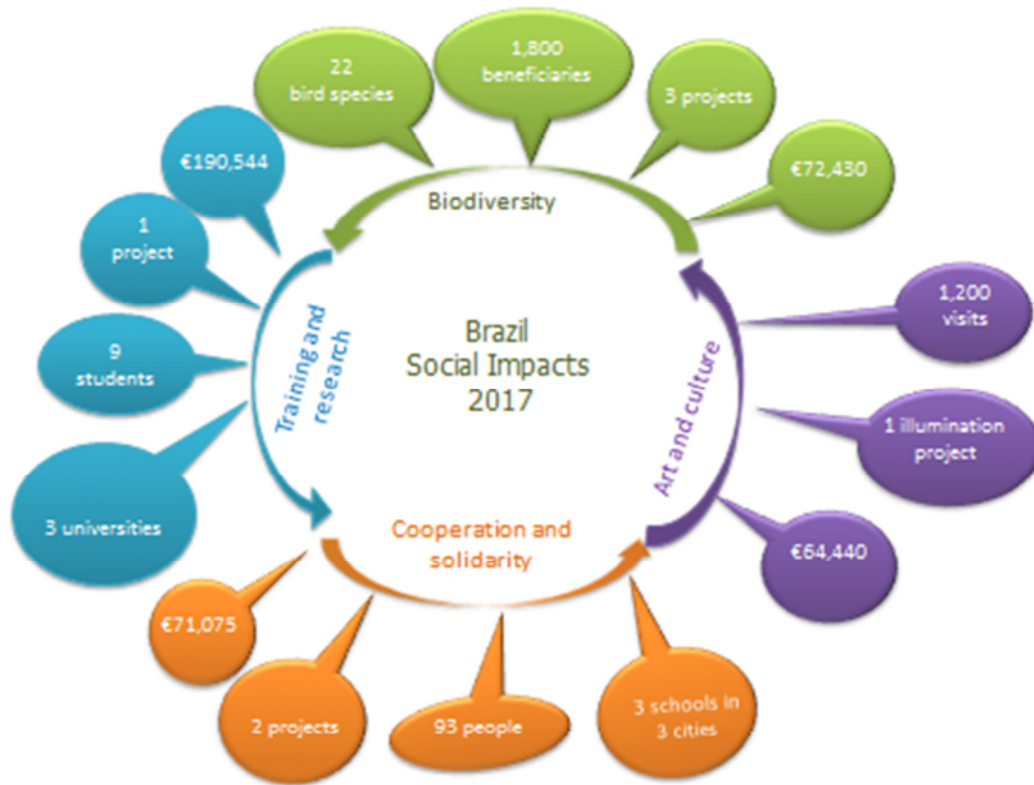 22
bird species
1,800
beneficiaries
3 projects
€72,430
Biodiversity
€190,544
1
project
9
students
3 universities
Training and
research
Brazil
Social Impacts
2017
Art and culture
1,200
visits
1 illumination
project
€64,440
Cooperation and
solidarity
€71,075
2 projects
93 people
3 schools in
3 cities